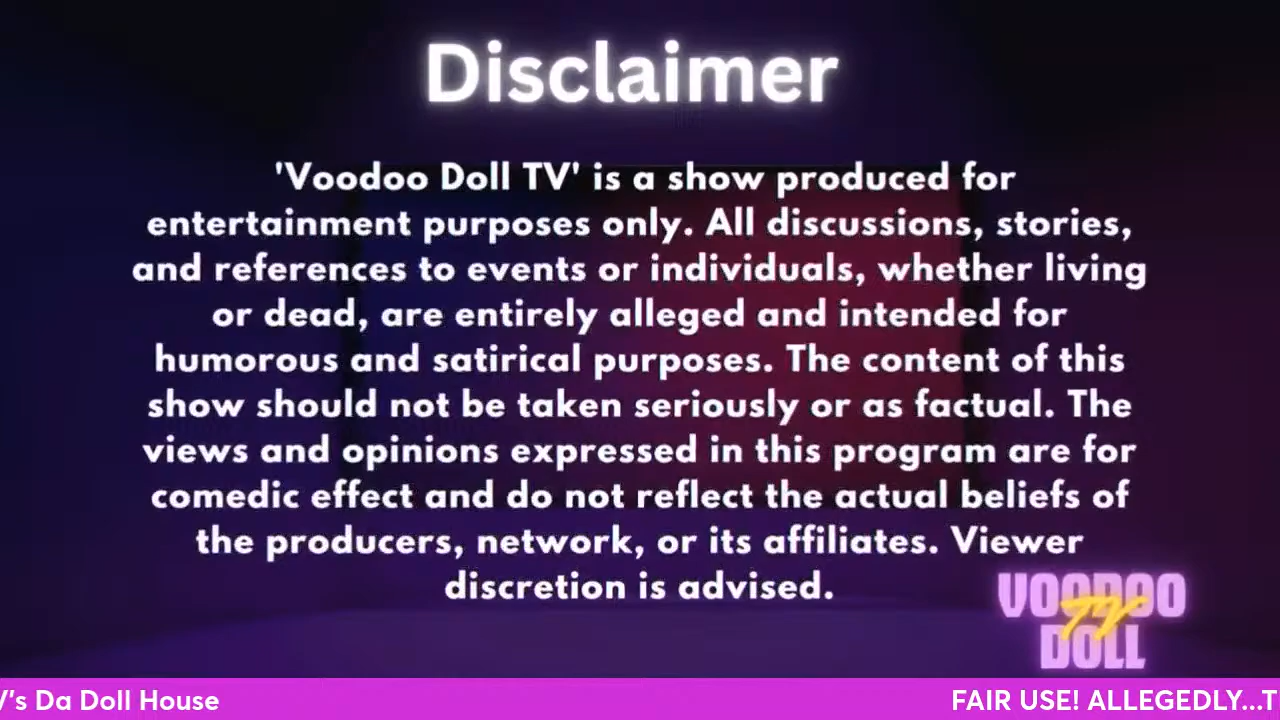 Disclaimer
'Voodoo Doll TV' is a show produced for
entertainment purposes only. All discussions, stories,
and references to events or individuals, whether living
or dead, are entirely alleged and intended for
humorous and satirical purposes. The content of this
show should not be taken seriously or as factual. The
views and opinions expressed in this program are for
comedic effect and do not reflect the actual beliefs of
the producers, network, or its affiliates. Viewer
discretion is advised.
VOODOO
TV
DOLL
V's Da Doll House
FAIR USE! ALLEGEDLY...T